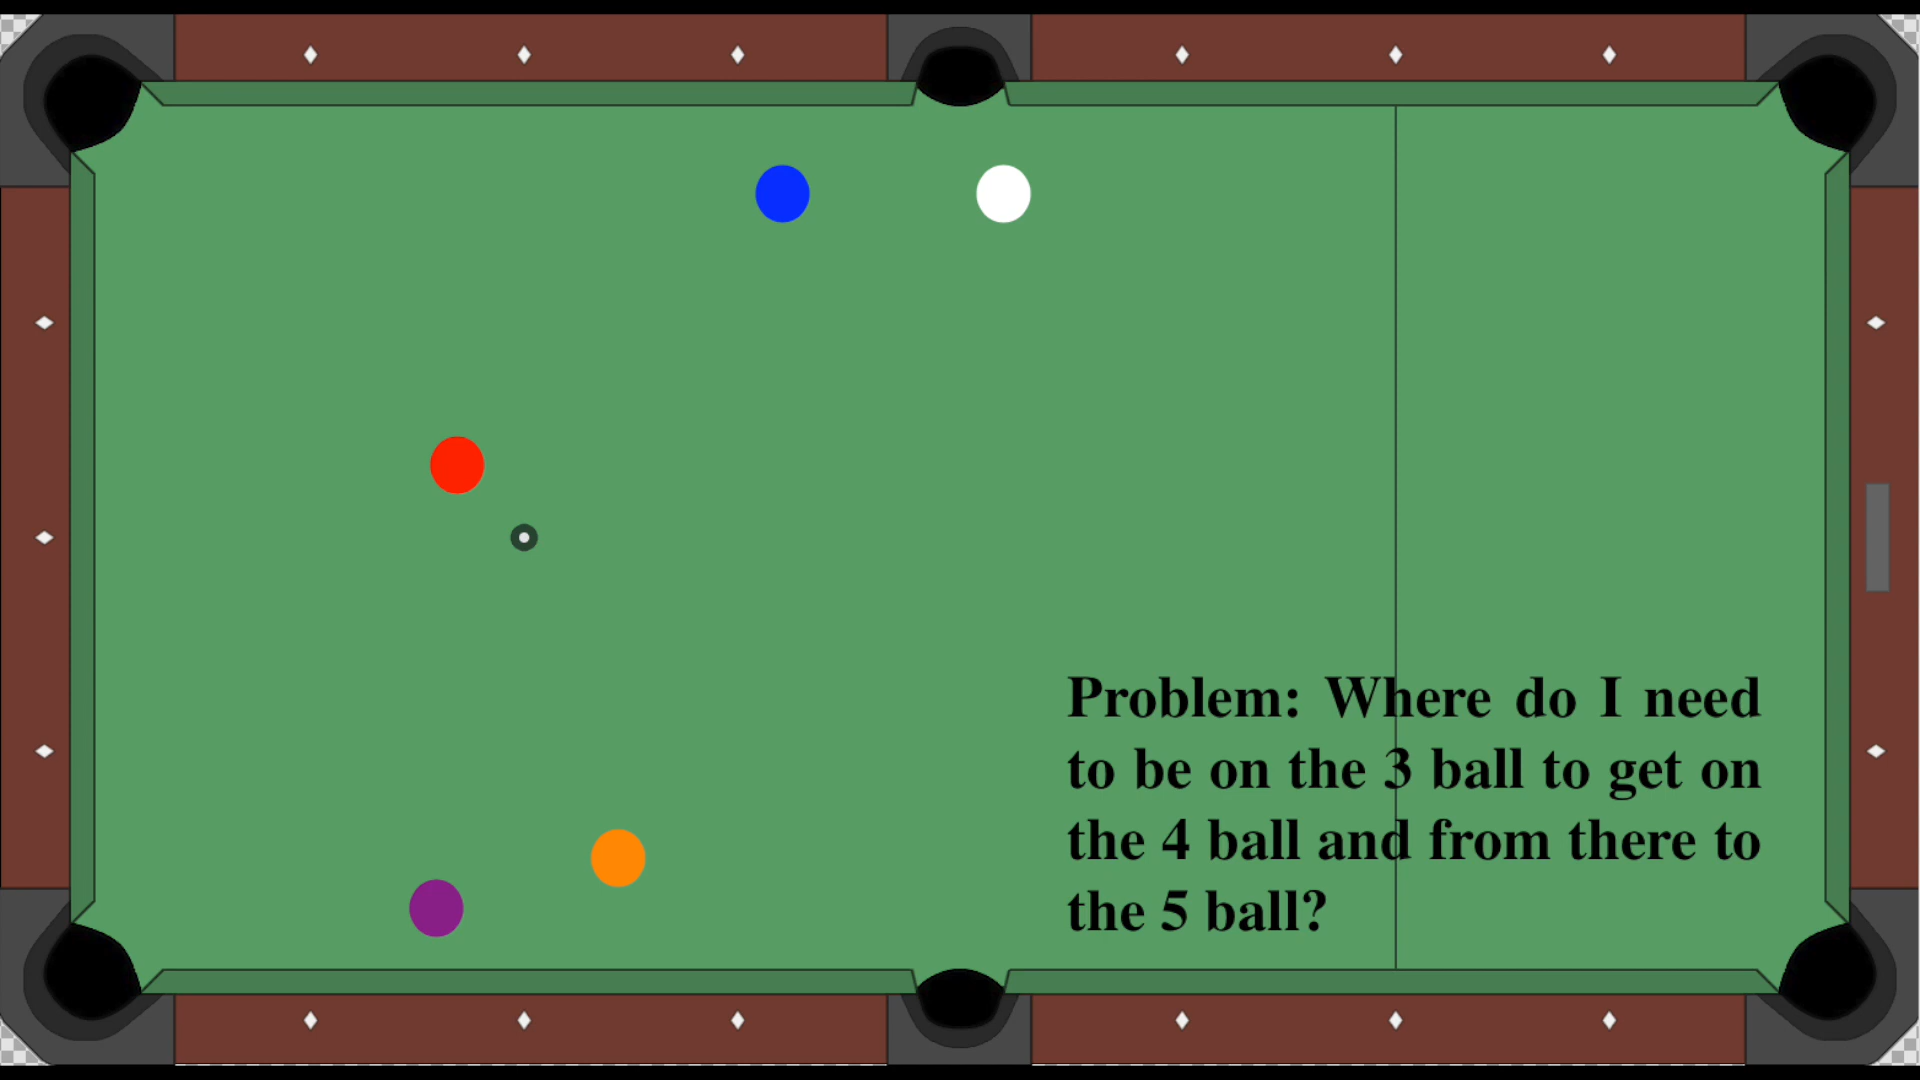 Problem: Where do I need
to be on the 3 ball to get on
the 4 ball and from there to
the 5 ball?